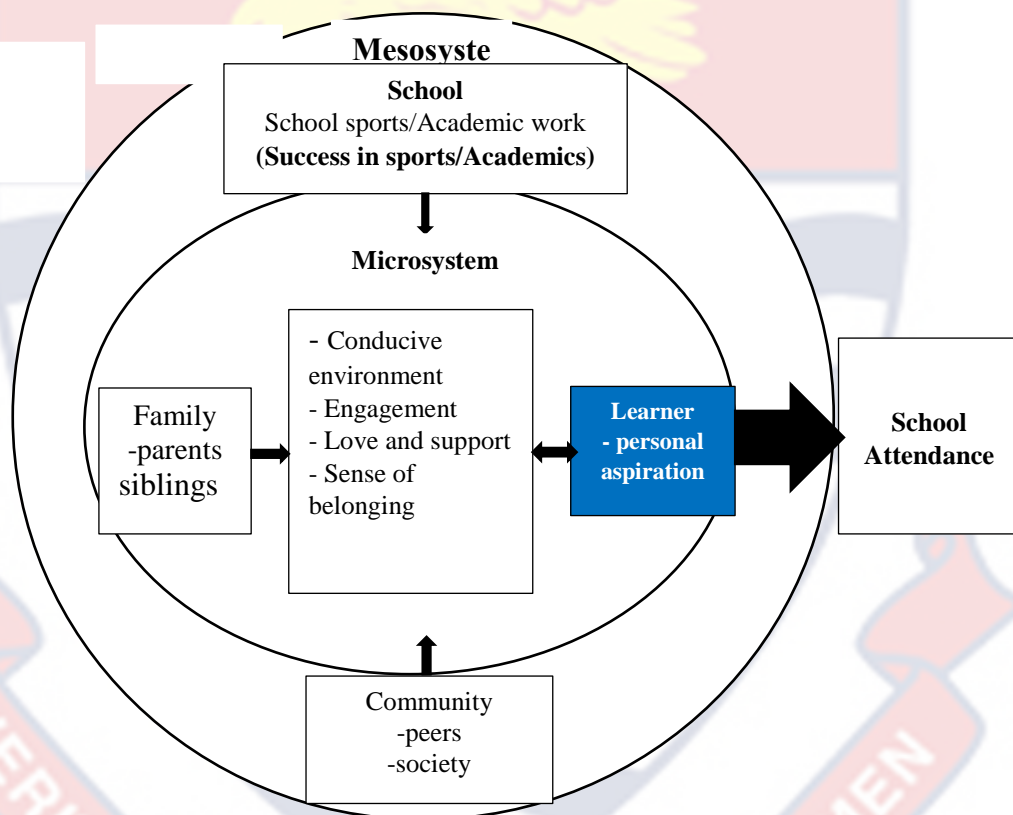 Mesosyste
School
School sports/Academic work
(Success in sports/Academics)
Microsystem
- Conducive
environment
- Engagement
- Love and support
- Sense of
belonging
Family
-parents
siblings
Learner
- personal
aspiration
School
Attendance
Community
-peers
-society
MEN